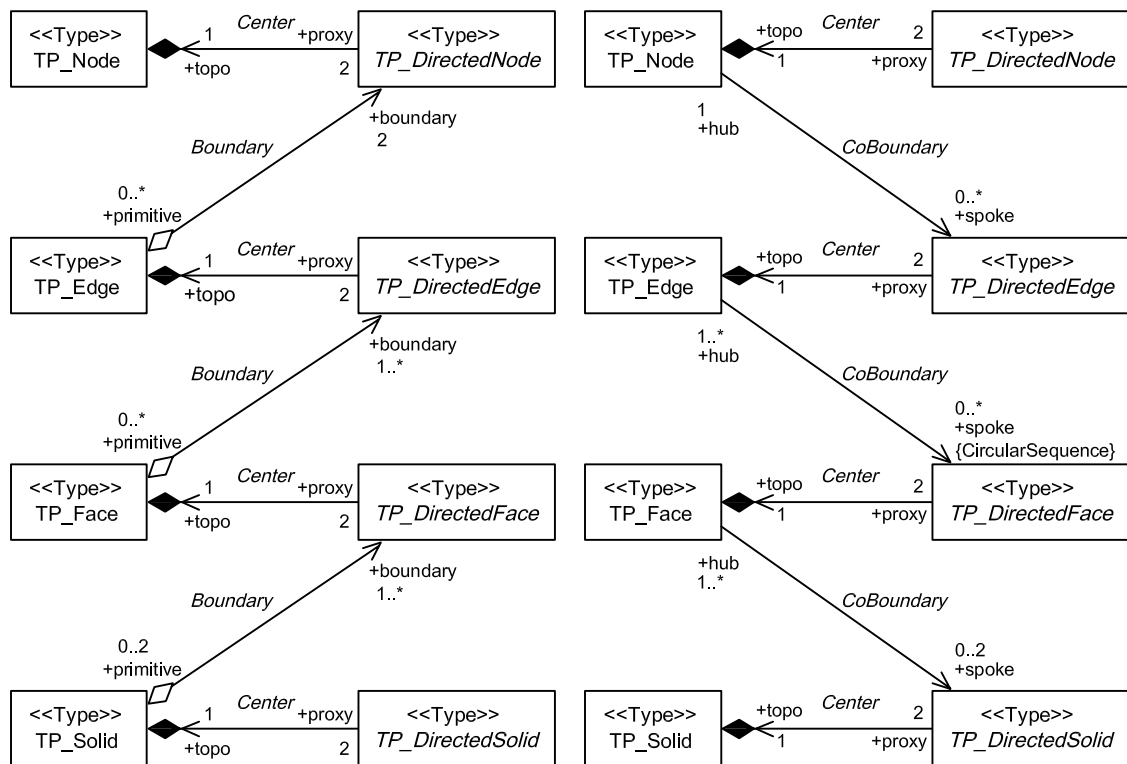 <<Type>>
TP_Node
1
Center
+proxy
+topo
2
<<Type>>
TP_DirectedNode
<<Type>>
TP_Node
+topo
Center
2
1
+proxy
<<Type>>
TP_DirectedNode
+boundary
2
Boundary
0..*
+primitive
1
+hub
CoBoundary
0..*
+spoke
<<Type>>
TP_Edge
1
Center
+proxy
+topo
2
<<Type>>
TP_DirectedEdge
<<Type>>
TP_Edge
+topo
Center
2
1
+proxy
<<Type>>
TP_DirectedEdge
+boundary
1..*
Boundary
0..*
+primitive
1..*
+hub
CoBoundary
0..*
+spoke
{CircularSequence}
<<Type>>
TP_Face
1
Center
+proxy
+topo
2
<<Type>>
TP_DirectedFace
<<Type>>
TP_Face
+topo
Center
2
1
+proxy
<<Type>>
TP_DirectedFace
+boundary
1..*
Boundary
0..2
+primitive
+hub
1..*
CoBoundary
0..2
+spoke
<<Type>>
TP_Solid
1
Center
+proxy
+topo
2
<<Type>>
TP_DirectedSolid
<<Type>>
TP_Solid
+topo
Center
2
1
+proxy
<<Type>>
TP_DirectedSolid